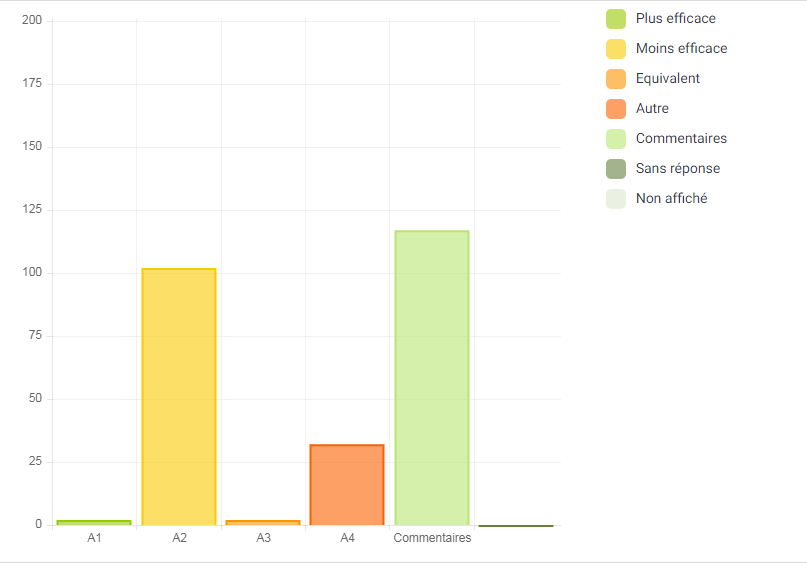 200
175
150
125
100
75
50
25
0
A1 A2 A3 A4 Commentaires
Plus efficace
Moins efficace
Equivalent
Autre
Commentaires
Sans réponse
Non affiché